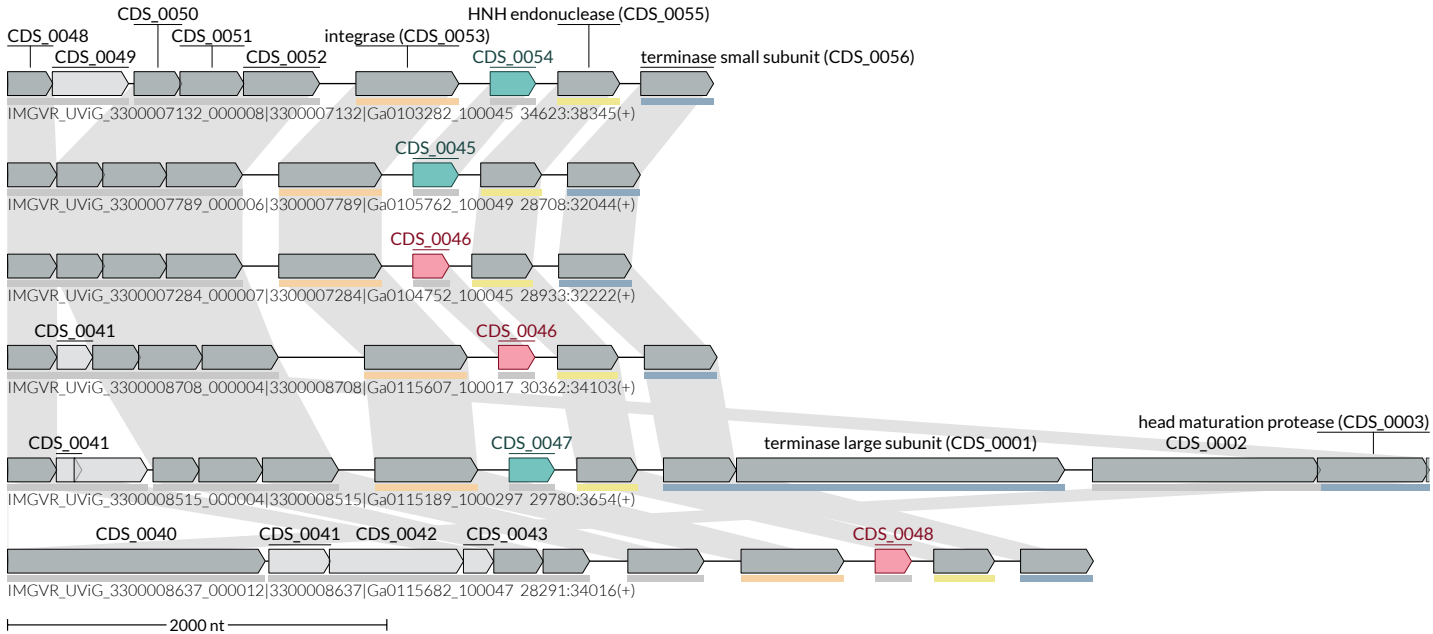 CDS_0050
HNH endonuclease (CDS_0055)
CDS_0048
CDS_0051
integrase (CDS_0053)
CDS_0049
CDS_0052
CDS_0054
terminase small subunit (CDS_0056)
IMGVR_UViG_3300007132_000008|3300007132|Ga0103282_100045 34623:38345(+)
CDS_0045
IMGVR_UViG_3300007789_000006|3300007789|Ga0105762_100049 28708:32044(+)
CDS_0046
IMGVR_UViG_3300007284_000007|3300007284|Ga0104752_100045 28933:32222(+)
CDS_0041
CDS_0046
IMGVR_UViG_3300008708_000004|3300008708|Ga0115607_100017 30362:34103(+)
head maturation protease (CDS_0003)
CDS_0041
CDS_0047
terminase large subunit (CDS_0001)
CDS_0002
IMGVR_UViG_3300008515_000004|3300008515|Ga0115189_1000297 29780:3654(+)
CDS_0040
CDS_0041
CDS_0042
CDS_0043
CDS_0048
IMGVR_UViG_3300008637_000012|3300008637|Ga0115682_100047 28291:34016(+)
2000 nt